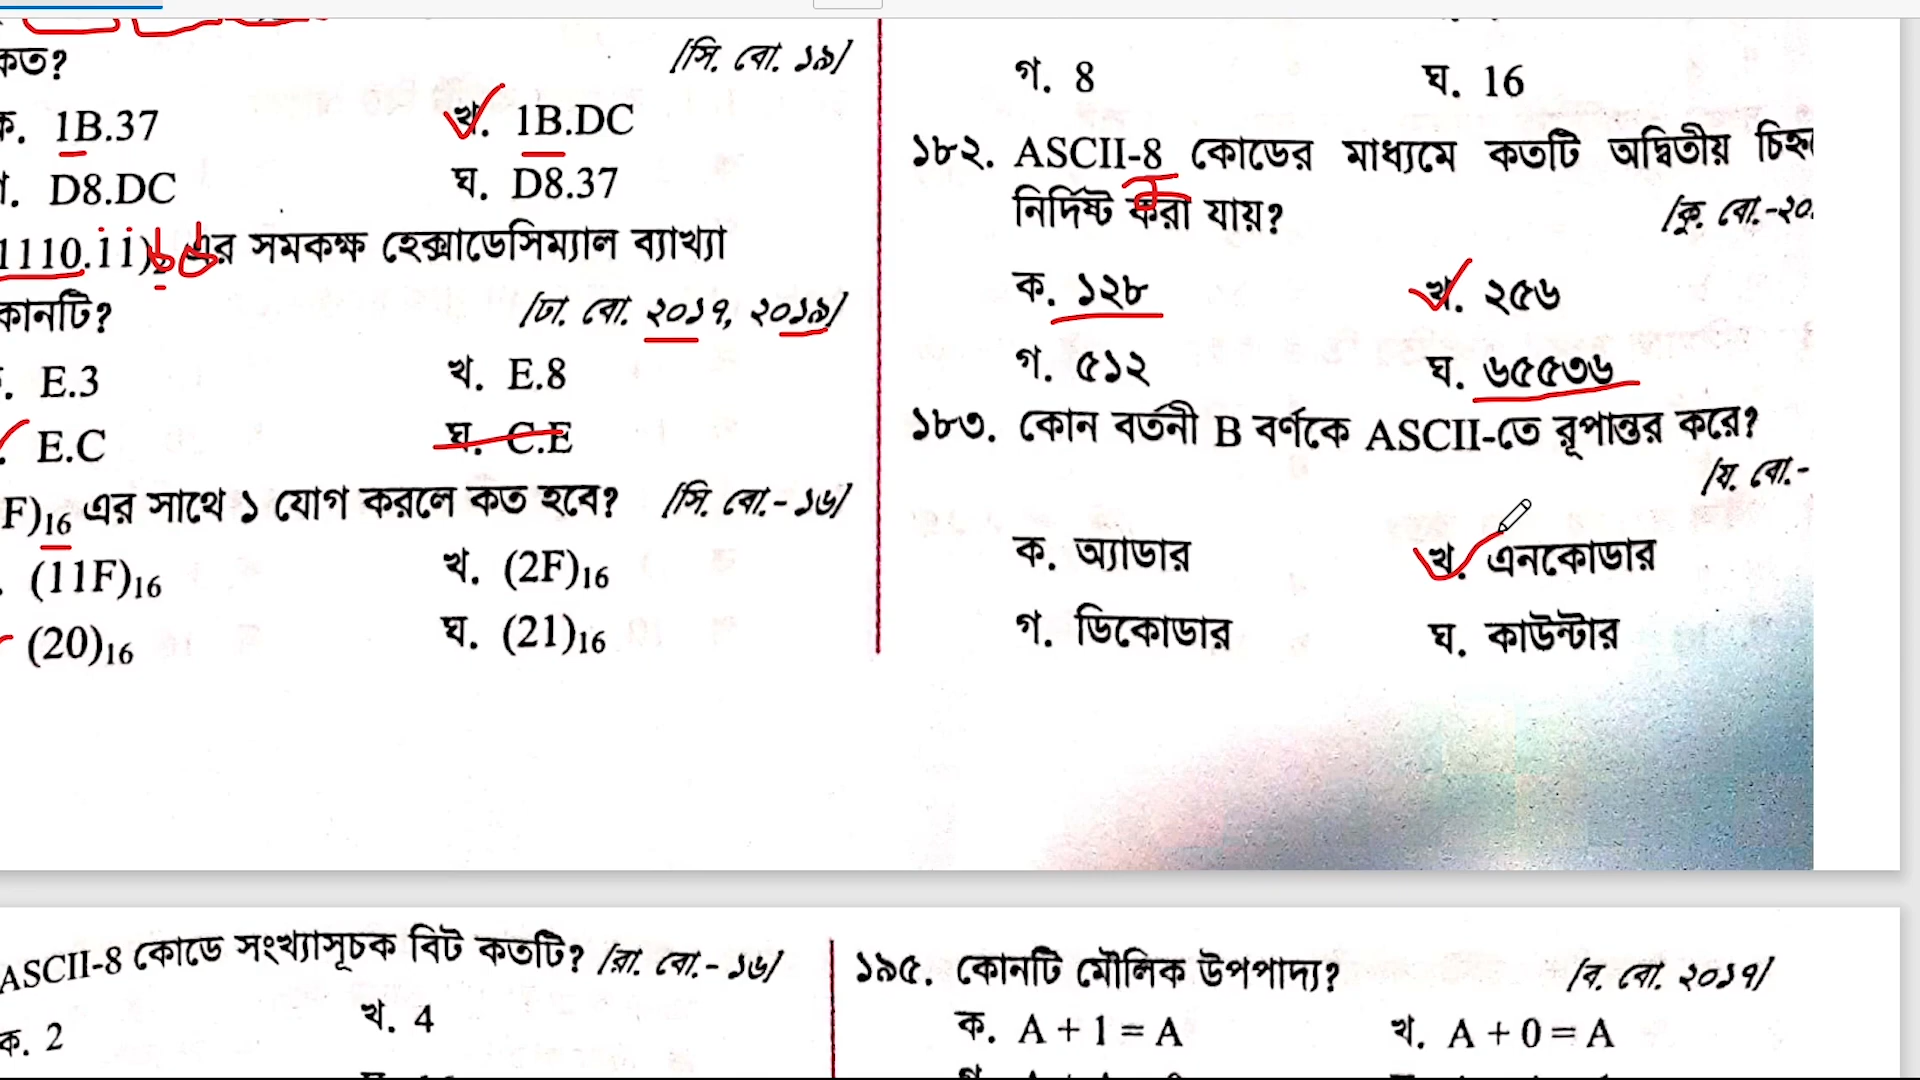 কত? [সি. বো. ১৯]
ক. 1B.37 খ. 1B.DC
গ. D8.DC ঘ. D8.37
1110.11)₂ এর সমকক্ষ হেক্সাডেসিম্যাল ব্যাখ্যা
কোনটি? [ঢা. বো. ২০১৭, ২০১৯]
E.3 খ. E.8
E.C ঘ. C.E
F)₁₆ এর সাথে ১ যোগ করলে কত হবে? [সি. বো.- ১৬]
(11F)₁₆ খ. (2F)₁₆
(20)₁₆ ঘ. (21)₁₆
গ. 8 ঘ. 16
১৮২. ASCII-8 কোডের মাধ্যমে কতটি অদ্বিতীয় চিহ্ন
নির্দিষ্ট করা যায়? [কু. বো.-২০
ক. ১২৮ খ. ২৫৬
গ. ৫১২ ঘ. ৬৫৫৩৬
১৮৩. কোন বর্তনী B বর্ণকে ASCII-তে রূপান্তর করে?
[য. বো.-
ক. অ্যাডার খ. এনকোডার
গ. ডিকোডার ঘ. কাউন্টার
ASCII-8 কোডে সংখ্যাসূচক বিট কতটি? [রা. বো.- ১৬]
ক. 2 খ. 4
১৯৫. কোনটি মৌলিক উপপাদ্য? [ব. বো. ২০১৭]
ক. A + 1 = A খ. A + 0 = A